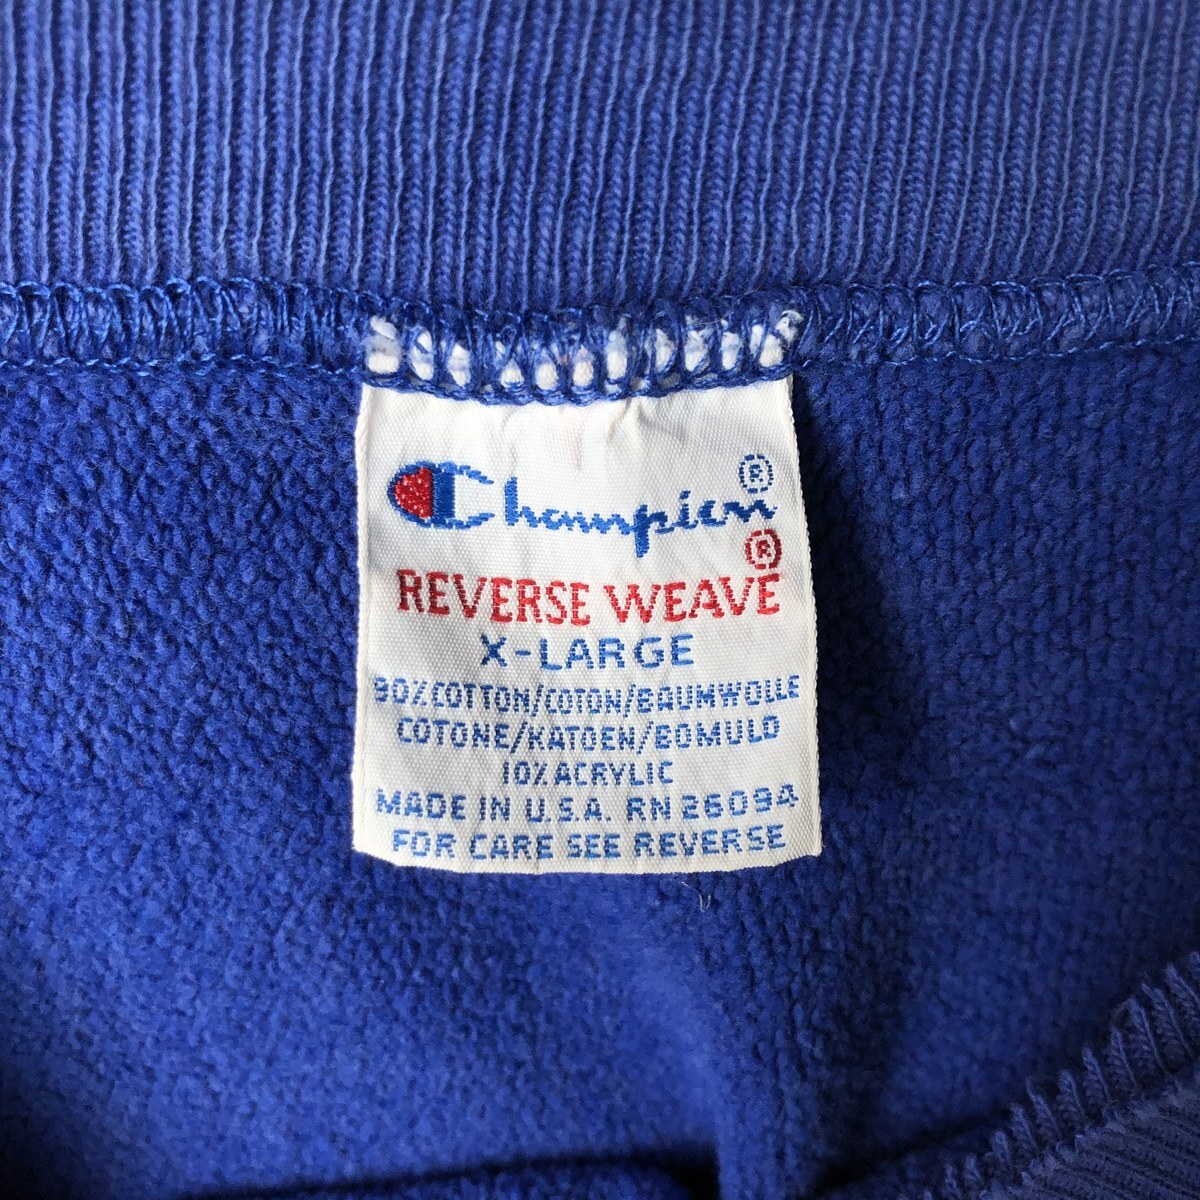 Champion®
REVERSE WEAVE®
X-LARGE
90% COTTON/COTON/BAUMWOLLE
COTONE/KATOEN/BOMULD
10% ACRYLIC
MADE IN U.S.A. RN 26094
FOR CARE SEE REVERSE